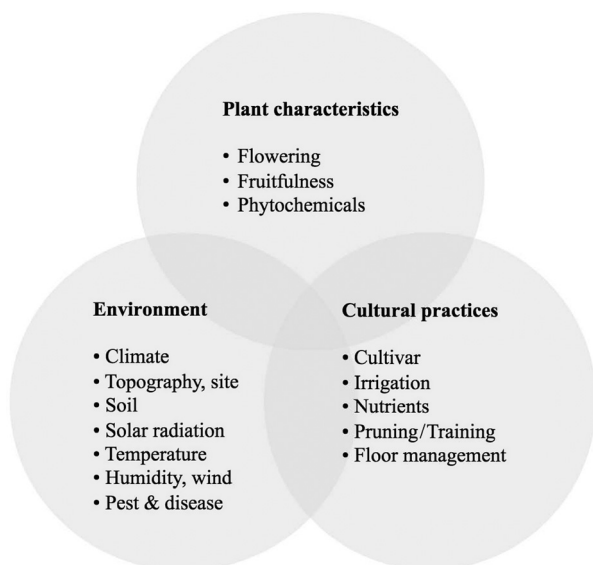 Plant characteristics
• Flowering
• Fruitfulness
• Phytochemicals
Environment
• Climate
• Topography, site
• Soil
• Solar radiation
• Temperature
• Humidity, wind
• Pest & disease
Cultural practices
• Cultivar
• Irrigation
• Nutrients
• Pruning/Training
• Floor management